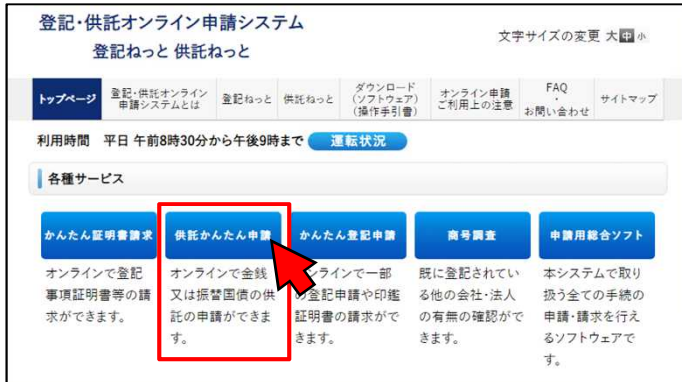 登記・供託オンライン申請システム
登記ねっと 供託ねっと
文字サイズの変更 大 中 小
トップページ
登記・供託オンライン
申請システムとは
登記ねっと
供託ねっと
ダウンロード
(ソフトウェア)
(操作手引書)
オンライン申請
ご利用上の注意
FAQ
・
お問い合わせ
サイトマップ
利用時間 平日 午前8時30分から午後9時まで 運転状況
各種サービス
かんたん証明書請求
オンラインで登記
事項証明書等の請
求ができます。
供託かんたん申請
オンラインで金銭
又は振替国債の供
託の申請ができま
す。
かんたん登記申請
ンラインで一部
の登記申請や印鑑
証明書の請求がで
きます。
商号調査
既に登記されてい
る他の会社・法人
の有無の確認がで
きます。
申請用総合ソフト
本システムで取り
扱う全ての手続の
申請・請求を行え
るソフトウェアで
す。